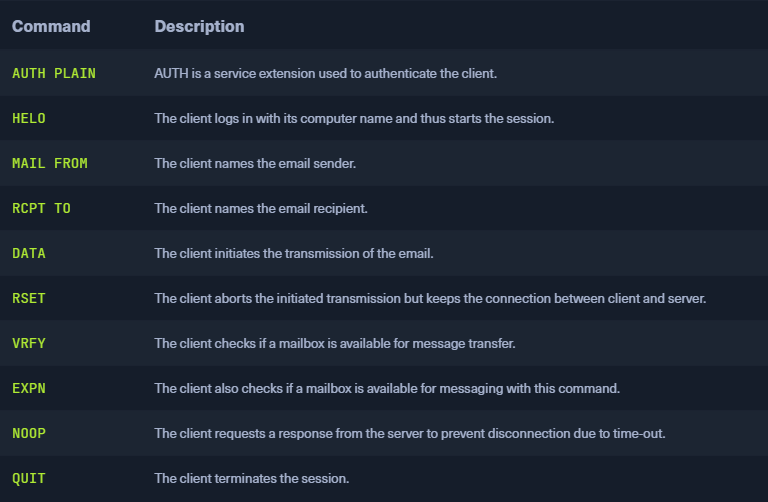 Command Description
AUTH PLAIN AUTH is a service extension used to authenticate the client.
HELO The client logs in with its computer name and thus starts the session.
MAIL FROM The client names the email sender.
RCPT TO The client names the email recipient.
DATA The client initiates the transmission of the email.
RSET The client aborts the initiated transmission but keeps the connection between client and server.
VRFY The client checks if a mailbox is available for message transfer.
EXPN The client also checks if a mailbox is available for messaging with this command.
NOOP The client requests a response from the server to prevent disconnection due to time-out.
QUIT The client terminates the session.